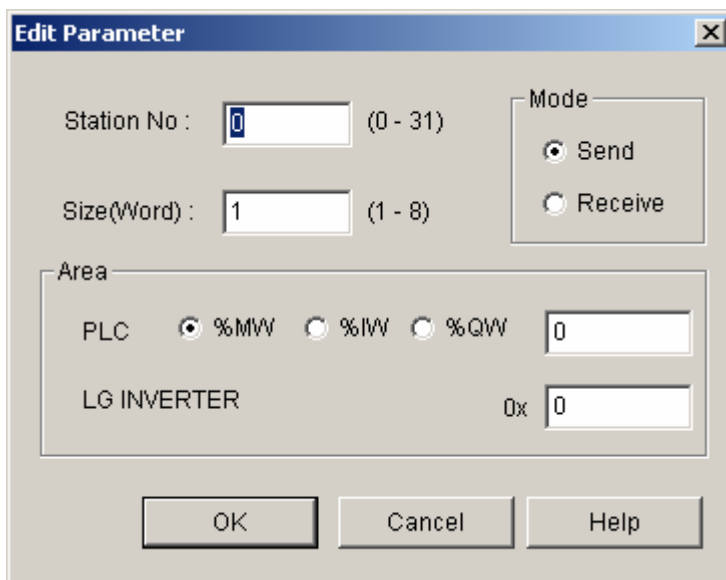 Edit Parameter
Station No : 0 (0 - 31)
Size(Word) : 1 (1 - 8)
Mode
Send
Receive
Area
PLC %MW %IW %QW 0
LG INVERTER 0x 0
OK Cancel Help